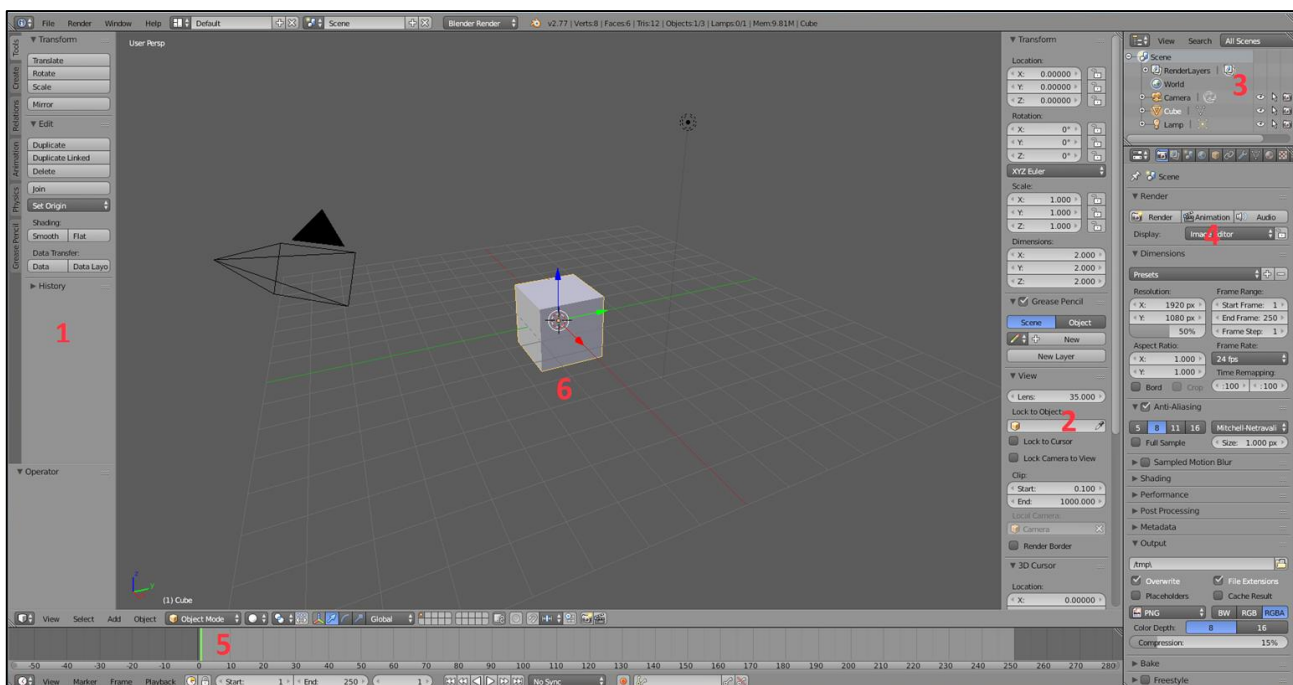 File Render Window Help Default Scene Blender Render v2.77 | Verts:8 | Faces:6 | Tris:12 | Objects:1/3 | Lamps:0/1 | Mem:9.81M | Cube
Tools
Create
Relations
Animation
Physics
Grease Pencil
Transform
Translate
Rotate
Scale
Mirror
Edit
Duplicate
Duplicate Linked
Delete
Join
Set Origin
Shading:
Smooth Flat
Data Transfer:
Data Data Layo
History
1
Operator
User Persp
6
(1) Cube
Transform
Location:
X: 0.00000
Y: 0.00000
Z: 0.00000
Rotation:
X: 0°
Y: 0°
Z: 0°
XYZ Euler
Scale:
X: 1.000
Y: 1.000
Z: 1.000
Dimensions:
X: 2.000
Y: 2.000
Z: 2.000
Grease Pencil
Scene Object
New
New Layer
View
Lens: 35.000
Lock to Object:
2
Lock to Cursor
Lock Camera to View
Clip:
Start: 0.100
End: 1000.000
Local Camera:
Camera
Render Border
3D Cursor
Location:
X: 0.00000
View Search All Scenes
Scene
RenderLayers
3
World
Camera
Cube
Lamp
Scene
Render
Render Animation Audio
4
Display: Image Editor
Dimensions
Presets
Resolution: Frame Range:
X: 1920 px Start Frame: 1
Y: 1080 px End Frame: 250
50% Frame Step: 1
Aspect Ratio: Frame Rate:
X: 1.000 24 fps
Y: 1.000 Time Remapping:
Bord Crop :100 :100
Anti-Aliasing
5 8 11 16 Mitchell-Netravali
Full Sample Size: 1.000 px
Sampled Motion Blur
Shading
Performance
Post Processing
Metadata
Output
/tmp\
Overwrite File Extensions
Placeholders Cache Result
PNG BW RGB RGBA
Color Depth: 8 16
Compression: 15%
Bake
Freestyle
View Select Add Object Object Mode Global
5
-50 -40 -30 -20 -10 0 10 20 30 40 50 60 70 80 90 100 110 120 130 140 150 160 170 180 190 200 210 220 230 240 250 260 270 280
View Marker Frame Playback Start: 1 End: 250 1 No Sync